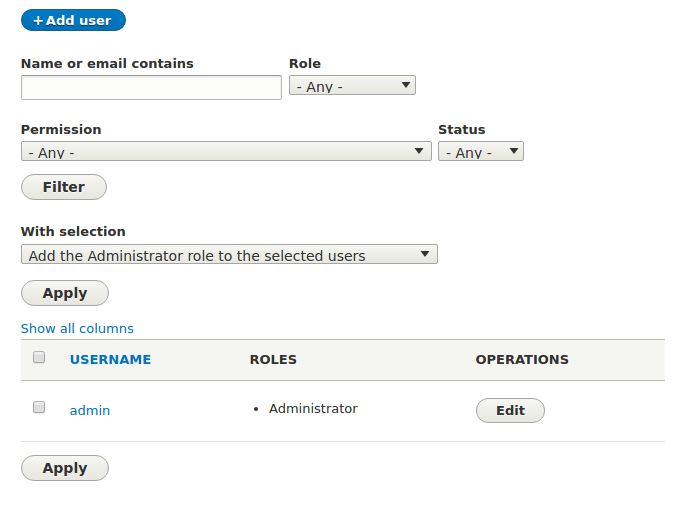 + Add user
Name or email contains Role
- Any -
Permission Status
- Any - - Any -
Filter
With selection
Add the Administrator role to the selected users
Apply
Show all columns
USERNAME ROLES OPERATIONS
admin • Administrator Edit
Apply